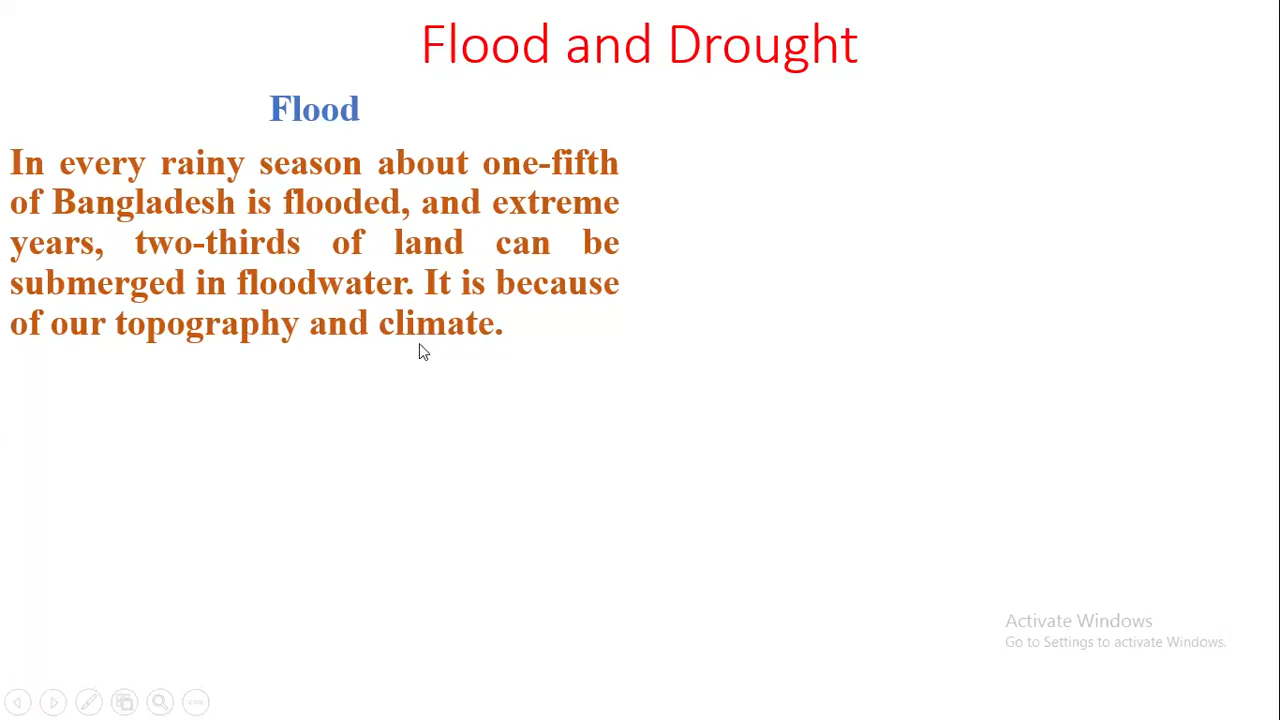 Flood and Drought
Flood
In every rainy season about one-fifth
of Bangladesh is flooded, and extreme
years, two-thirds of land can be
submerged in floodwater. It is because
of our topography and climate.
Activate Windows
Go to Settings to activate Windows.